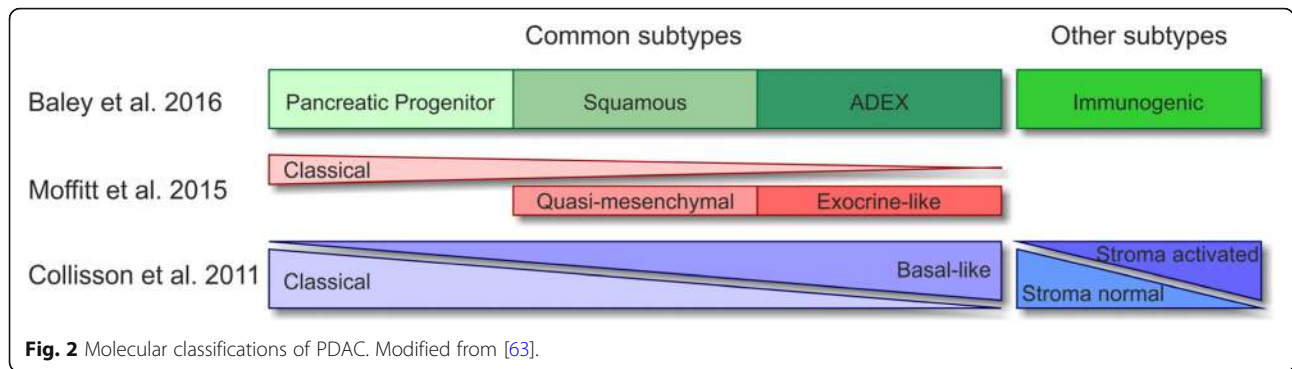 Common subtypes Other subtypes
Baley et al. 2016 Pancreatic Progenitor Squamous ADEX Immunogenic
Moffitt et al. 2015 Classical
Quasi-mesenchymal Exocrine-like
Collisson et al. 2011 Classical Basal-like Stroma activated
Stroma normal
Fig. 2 Molecular classifications of PDAC. Modified from [63].